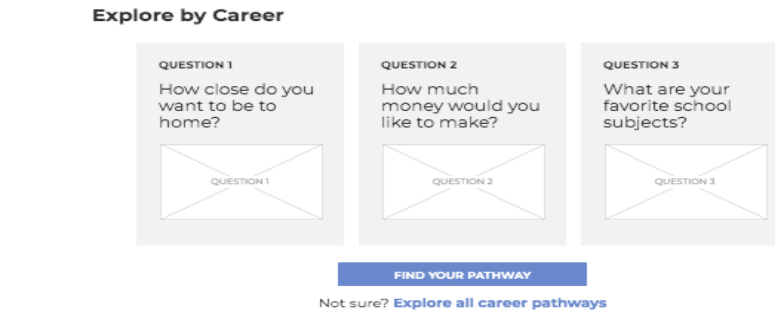 Explore by Career
QUESTION 1
How close do you
want to be to
home?
QUESTION 1
QUESTION 2
How much
money would you
like to make?
QUESTION 2
QUESTION 3
What are your
favorite school
subjects?
QUESTION 3
FIND YOUR PATHWAY
Not sure? Explore all career pathways